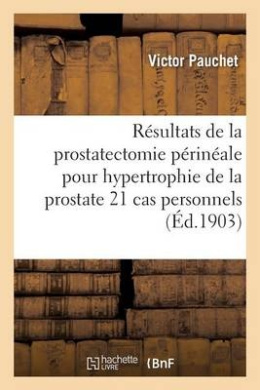 Victor Pauchet
Résultats de la
prostatectomie périnéale
pour hypertrophie de la
prostate 21 cas personnels
(Éd.1903)
hachette
LIVRE
{BnF